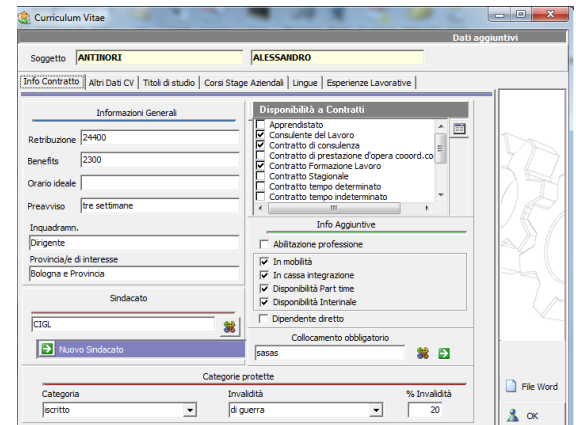 Curriculum Vitae
Dati aggiuntivi
Soggetto ANTINORI ALESSANDRO
Info Contratto Altri Dati CV Titoli di studio Corsi Stage Aziendali Lingue Esperienze Lavorative
Informazioni Generali
Retribuzione 24400
Benefits 2300
Orario ideale
Preavviso tre settimane
Inquadramn.
Dirigente
Provincia/e di interesse
Bologna e Provincia
Sindacato
CIGL
Nuovo Sindacato
Disponibilità a Contratti
Apprendistato
Consulente del Lavoro
Contratto di consulenza
Contratto di prestazione d'opera cooord.co
Contratto Formazione Lavoro
Contratto Stagionale
Contratto tempo determinato
Contratto tempo indeterminato
Info Aggiuntive
Abilitazione professione
In mobilità
In cassa integrazione
Disponibilità Part time
Disponibilità Interinale
Dipendente diretto
Collocamento obbligatorio
sasas
Categorie protette
Categoria Invalidità % Invalidità
iscritto di guerra 20
File Word
OK